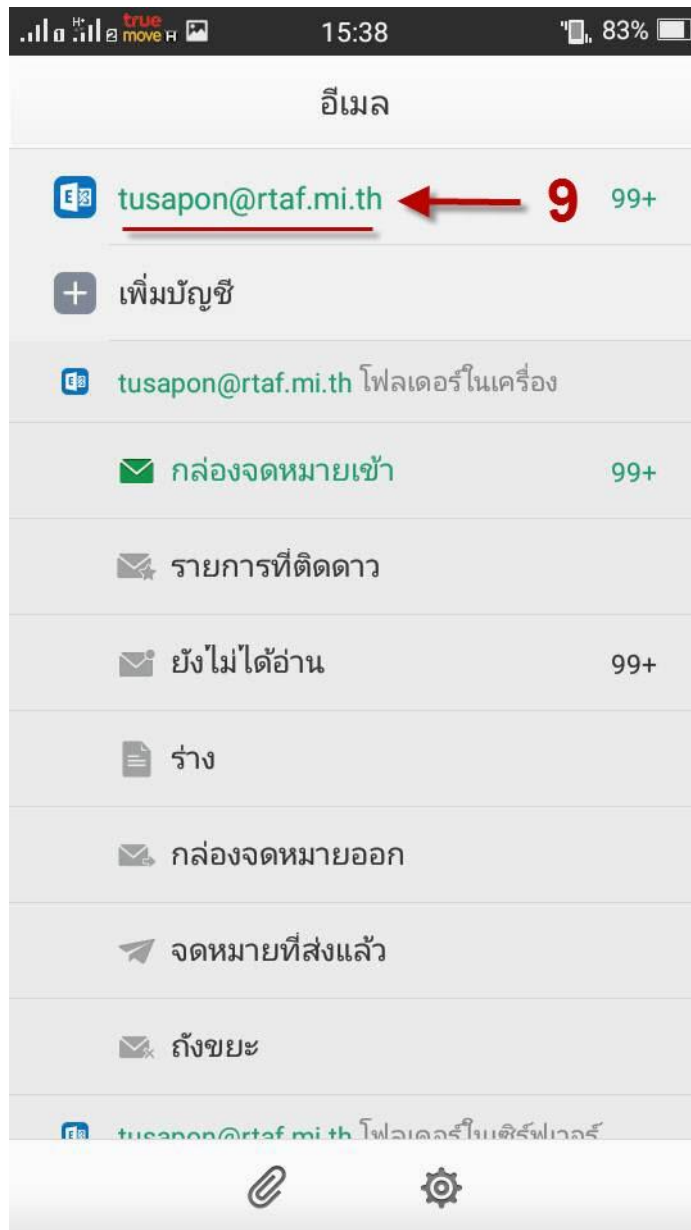 true
move H
15:38
83%
อีเมล
tusapon@rtaf.mi.th 9 99+
เพิ่มบัญชี
tusapon@rtaf.mi.th โฟลเดอร์ในเครื่อง
กล่องจดหมายเข้า 99+
รายการที่ติดดาว
ยังไม่ได้อ่าน 99+
ร่าง
กล่องจดหมายออก
จดหมายที่ส่งแล้ว
ถังขยะ
tusapon@rtaf.mi.th โฟลเดอร์ในเซิร์ฟเวอร์